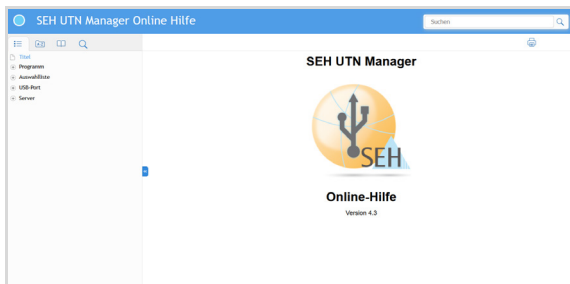 SEH UTN Manager Online Hilfe
Suchen
Titel
Programm
Auswahlliste
USB-Port
Server
SEH UTN Manager
SEH
Online-Hilfe
Version 4.3